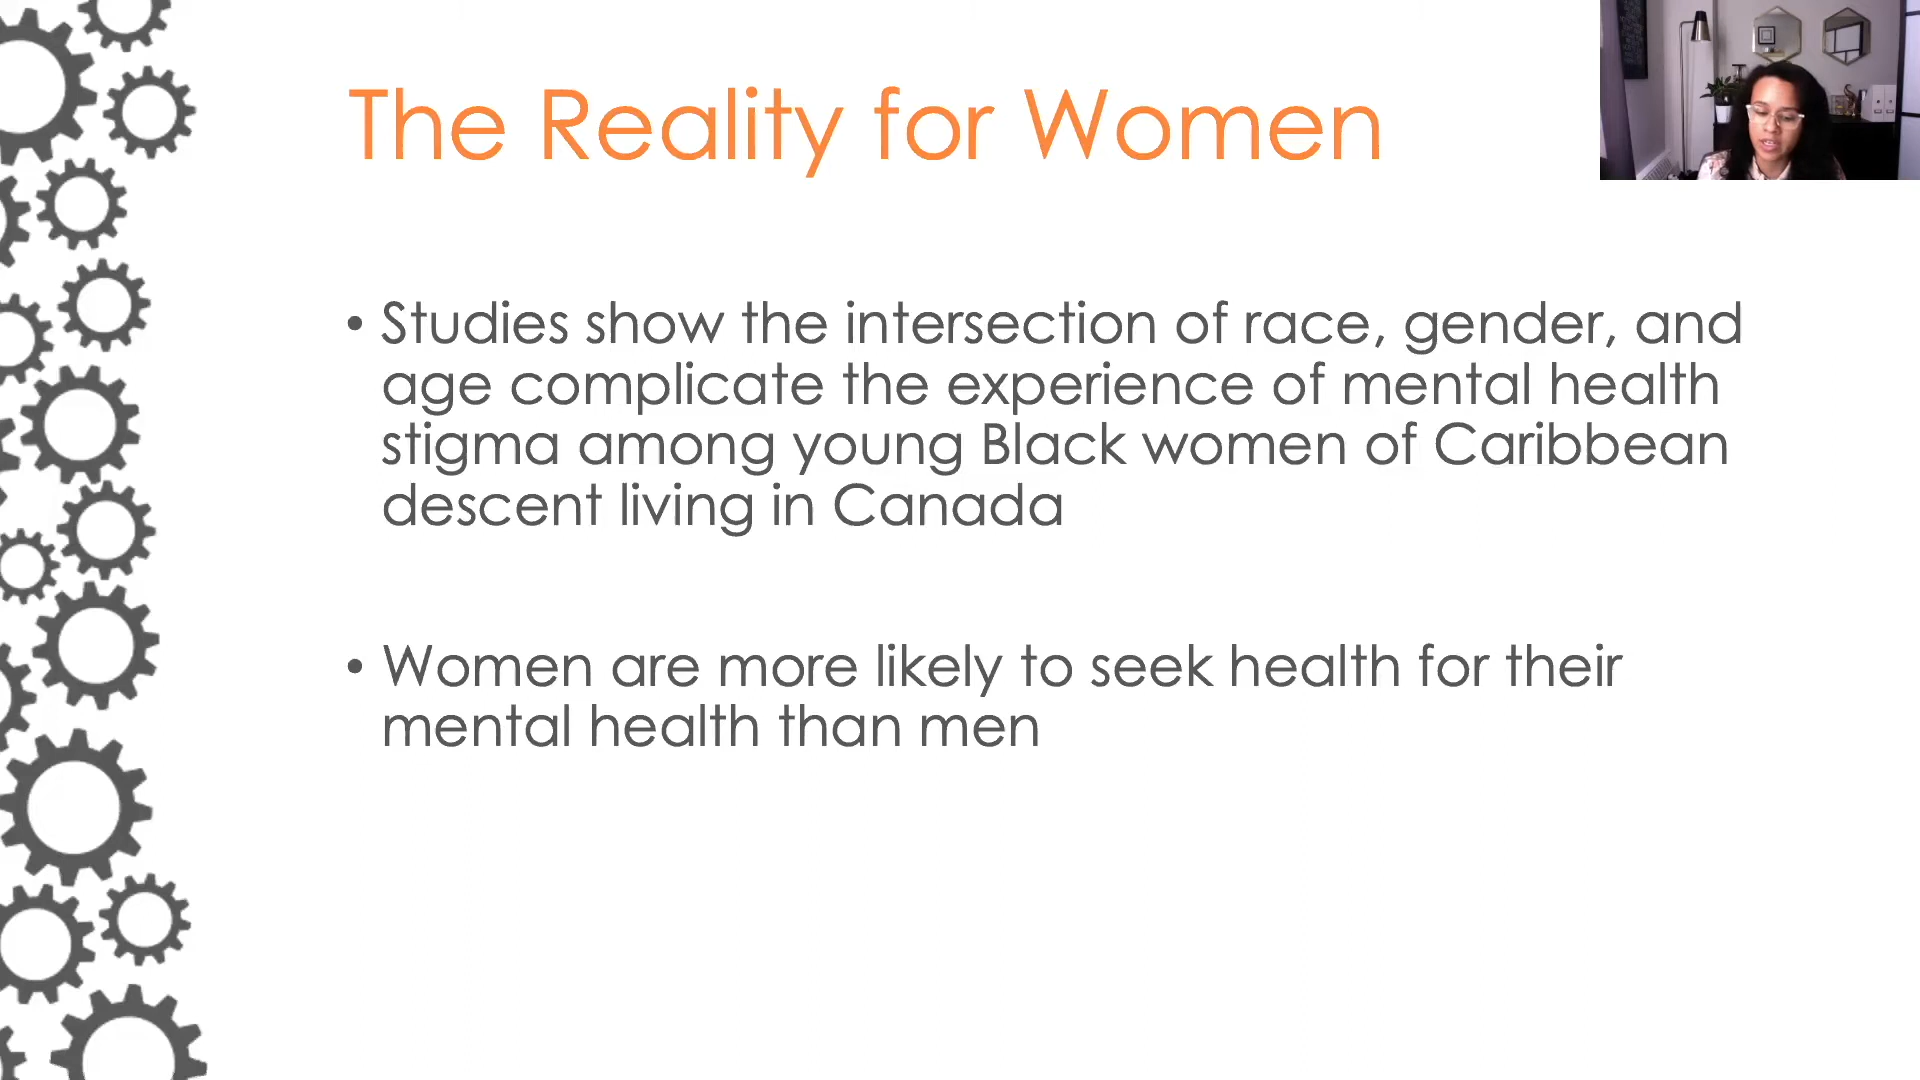 The Reality for Women
• Studies show the intersection of race, gender, and
age complicate the experience of mental health
stigma among young Black women of Caribbean
descent living in Canada
• Women are more likely to seek health for their
mental health than men